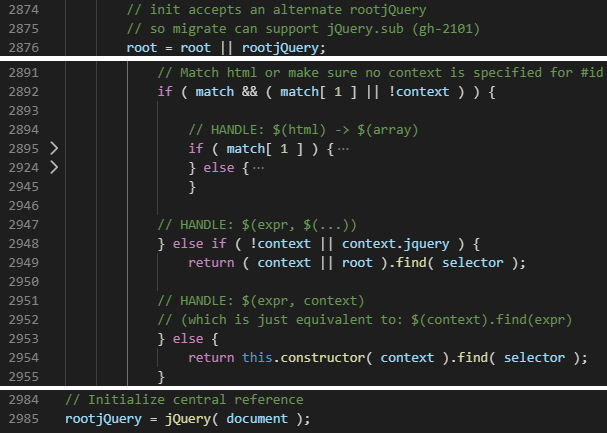 2874 // init accepts an alternate rootjQuery
2875 // so migrate can support jQuery.sub (gh-2101)
2876 root = root || rootjQuery;
2891 // Match html or make sure no context is specified for #id
2892 if ( match && ( match[ 1 ] || !context ) ) {
2893
2894 // HANDLE: $(html) -> $(array)
2895 if ( match[ 1 ] ) {···
2924 } else {···
2945 }
2946
2947 // HANDLE: $(expr, $(...))
2948 } else if ( !context || context.jquery ) {
2949 return ( context || root ).find( selector );
2950
2951 // HANDLE: $(expr, context)
2952 // (which is just equivalent to: $(context).find(expr)
2953 } else {
2954 return this.constructor( context ).find( selector );
2955 }
2984 // Initialize central reference
2985 rootjQuery = jQuery( document );